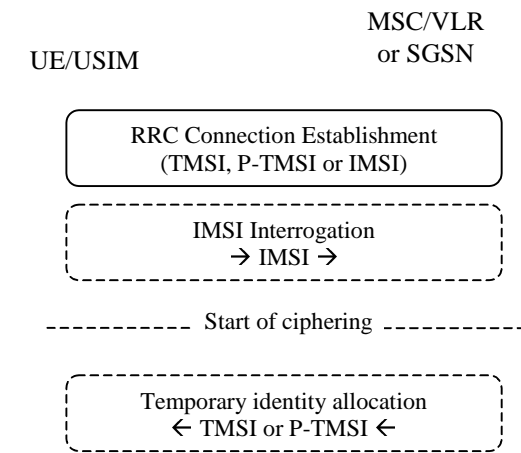 MSC/VLR
or SGSN
UE/USIM
RRC Connection Establishment
(TMSI, P-TMSI or IMSI)
IMSI Interrogation
→ IMSI →
Start of ciphering
Temporary identity allocation
← TMSI or P-TMSI ←